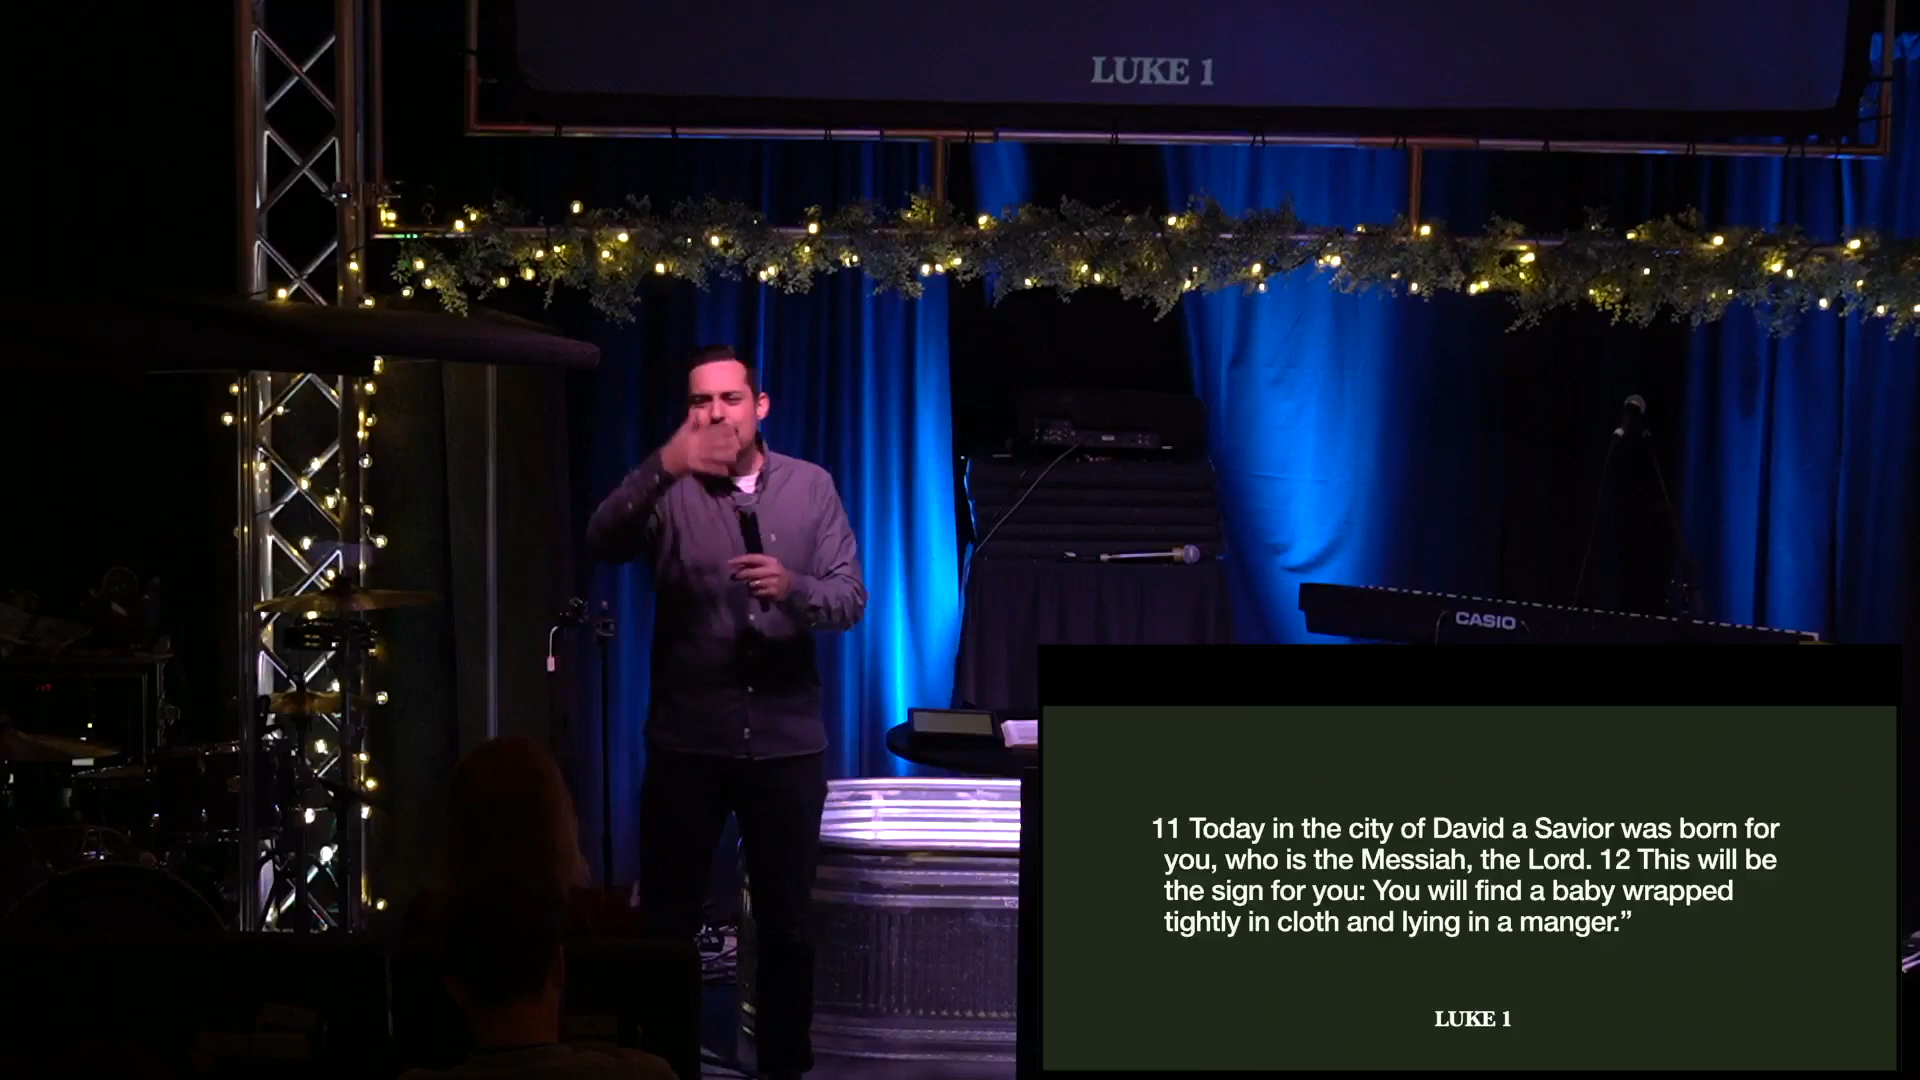 LUKE 1
CASIO
11 Today in the city of David a Savior was born for
you, who is the Messiah, the Lord. 12 This will be
the sign for you: You will find a baby wrapped
tightly in cloth and lying in a manger.”
LUKE 1